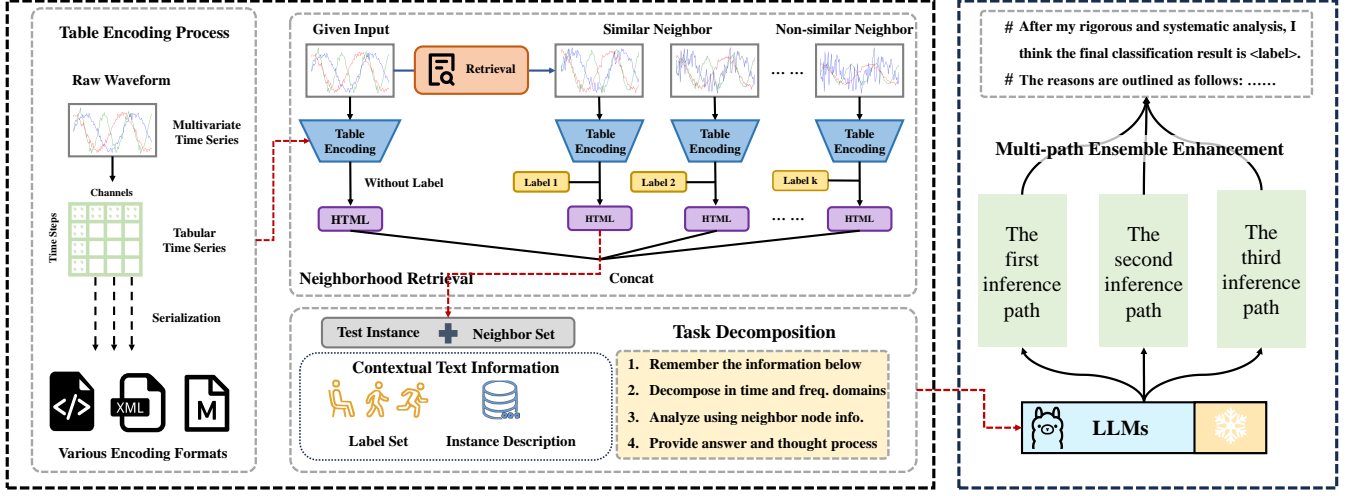 Table Encoding Process
Raw Waveform
Multivariate
Time Series
Channels
Time Steps
Tabular
Time Series
Serialization
</>
XML
M
Various Encoding Formats
Given Input
Similar Neighbor
Non-similar Neighbor
Retrieval
... ...
Table
Encoding
Table
Encoding
Table
Encoding
Table
Encoding
Without Label
Label 1
Label 2
Label k
HTML
HTML
HTML
... ...
HTML
Neighborhood Retrieval
Concat
Test Instance
Neighbor Set
Contextual Text Information
Label Set
Instance Description
Task Decomposition
1. Remember the information below
2. Decompose in time and freq. domains
3. Analyze using neighbor node info.
4. Provide answer and thought process
# After my rigorous and systematic analysis, I
think the final classification result is <label>.
# The reasons are outlined as follows: ……
Multi-path Ensemble Enhancement
The
first
inference
path
The
second
inference
path
The
third
inference
path
LLMs